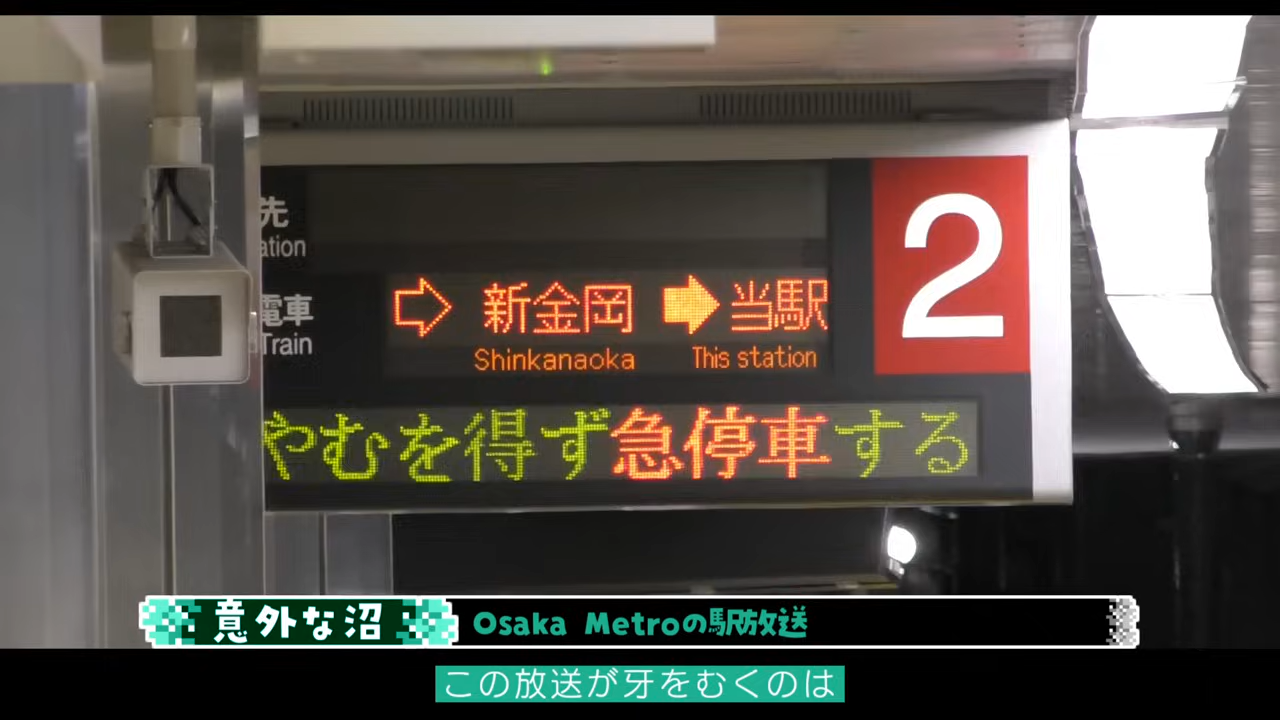 先
ation
電車
Train
新金岡
当駅
Shinkanaoka
This station
2
やむを得ず急停車する
意外な沼
Osaka Metroの駅放送
この放送が牙をむくのは